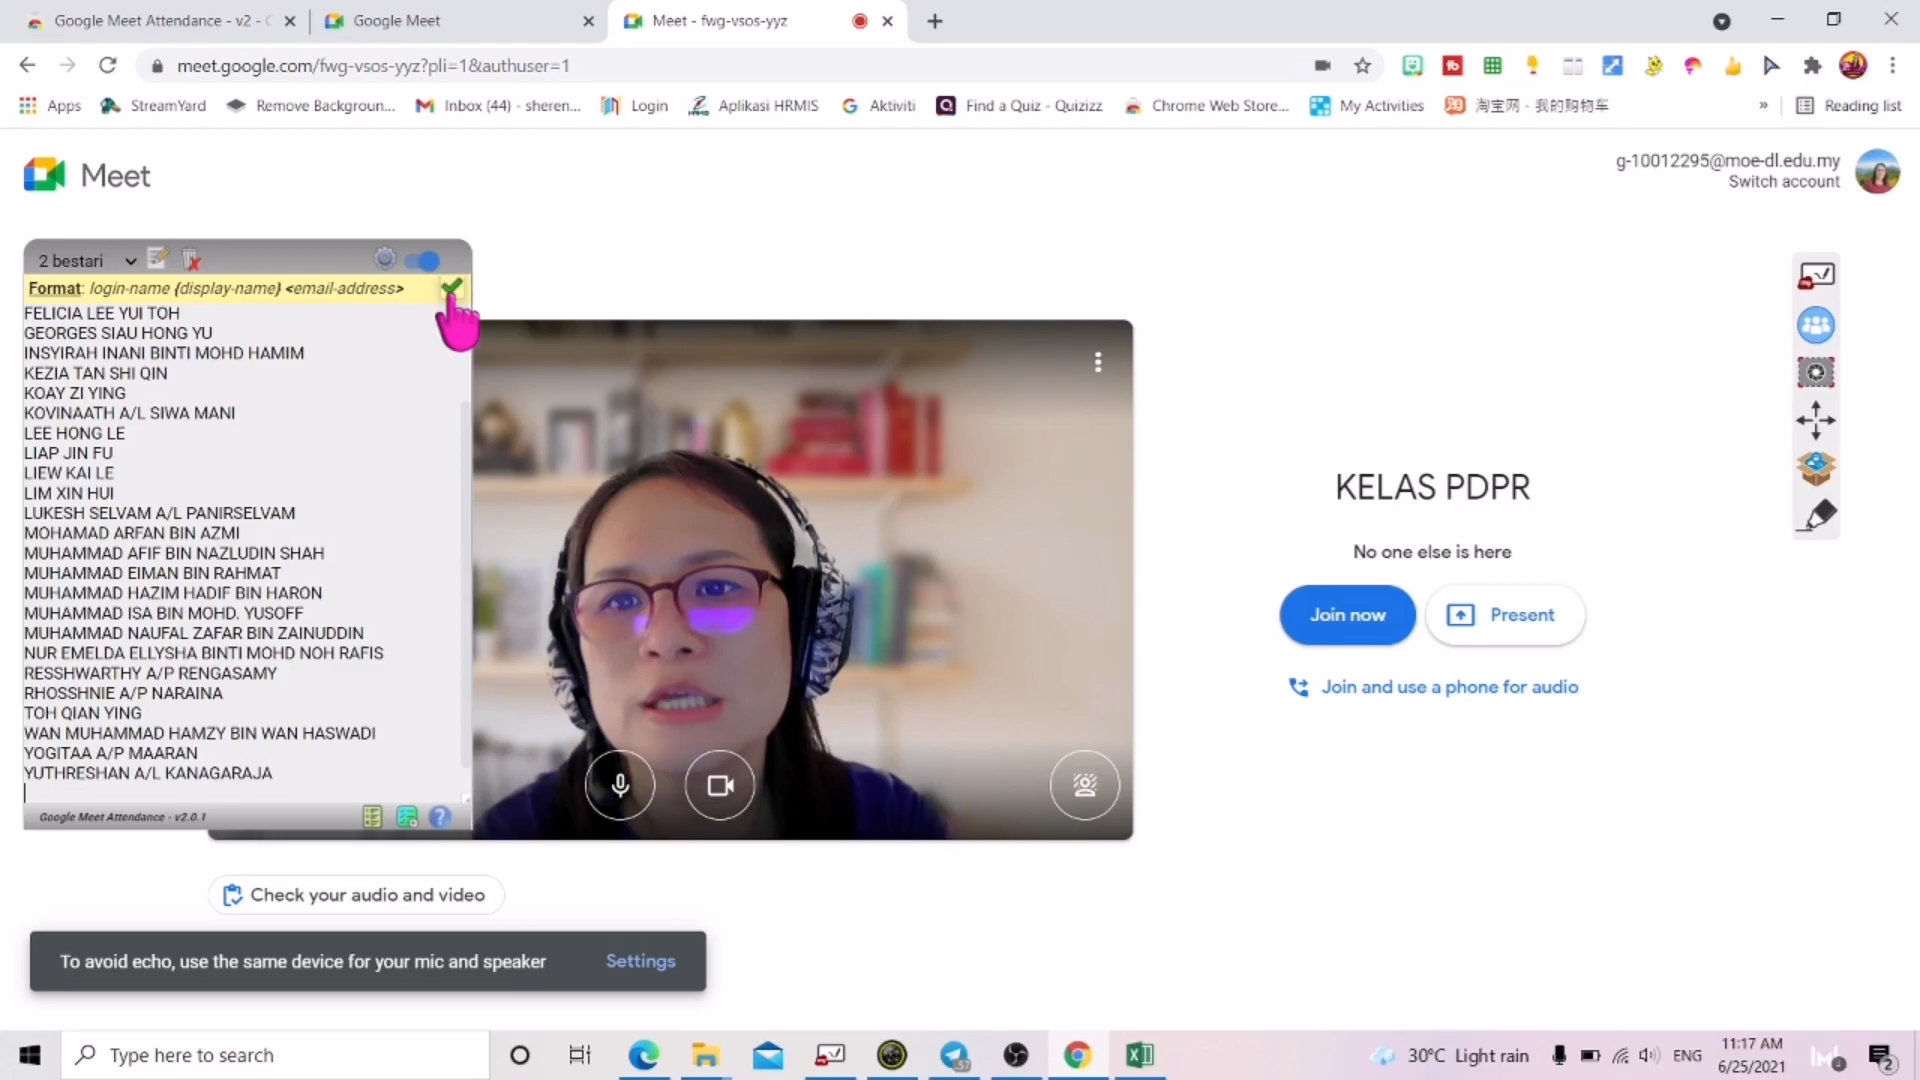 Google Meet Attendance - v2 - C
Google Meet
Meet - fwg-vsos-yyz
meet.google.com/fwg-vsos-yyz?pli=1&authuser=1
Apps
StreamYard
Remove Backgroun...
Inbox (44) - sheren...
Login
Aplikasi HRMIS
Aktiviti
Find a Quiz - Quizizz
Chrome Web Store...
My Activities
淘宝网 - 我的购物车
»
Reading list
Meet
g-10012295@moe-dl.edu.my
Switch account
2 bestari
Format: login-name {display-name} <email-address>
FELICIA LEE YUI TOH
GEORGES SIAU HONG YU
INSYIRAH INANI BINTI MOHD HAMIM
KEZIA TAN SHI QIN
KOAY ZI YING
KOVINAATH A/L SIWA MANI
LEE HONG LE
LIAP JIN FU
LIEW KAI LE
LIM XIN HUI
LUKESH SELVAM A/L PANIRSELVAM
MOHAMAD ARFAN BIN AZMI
MUHAMMAD AFIF BIN NAZLUDIN SHAH
MUHAMMAD EIMAN BIN RAHMAT
MUHAMMAD HAZIM HADIF BIN HARON
MUHAMMAD ISA BIN MOHD. YUSOFF
MUHAMMAD NAUFAL ZAFAR BIN ZAINUDDIN
NUR EMELDA ELLYSHA BINTI MOHD NOH RAFIS
RESSHWARTHY A/P RENGASAMY
RHOSSHNIE A/P NARAINA
TOH QIAN YING
WAN MUHAMMAD HAMZY BIN WAN HASWADI
YOGITAA A/P MAARAN
YUTHRESHAN A/L KANAGARAJA
Google Meet Attendance - v2.0.1
KELAS PDPR
No one else is here
Join now
Present
Join and use a phone for audio
Check your audio and video
To avoid echo, use the same device for your mic and speaker
Settings
Type here to search
30°C Light rain
ENG
11:17 AM
6/25/2021
2